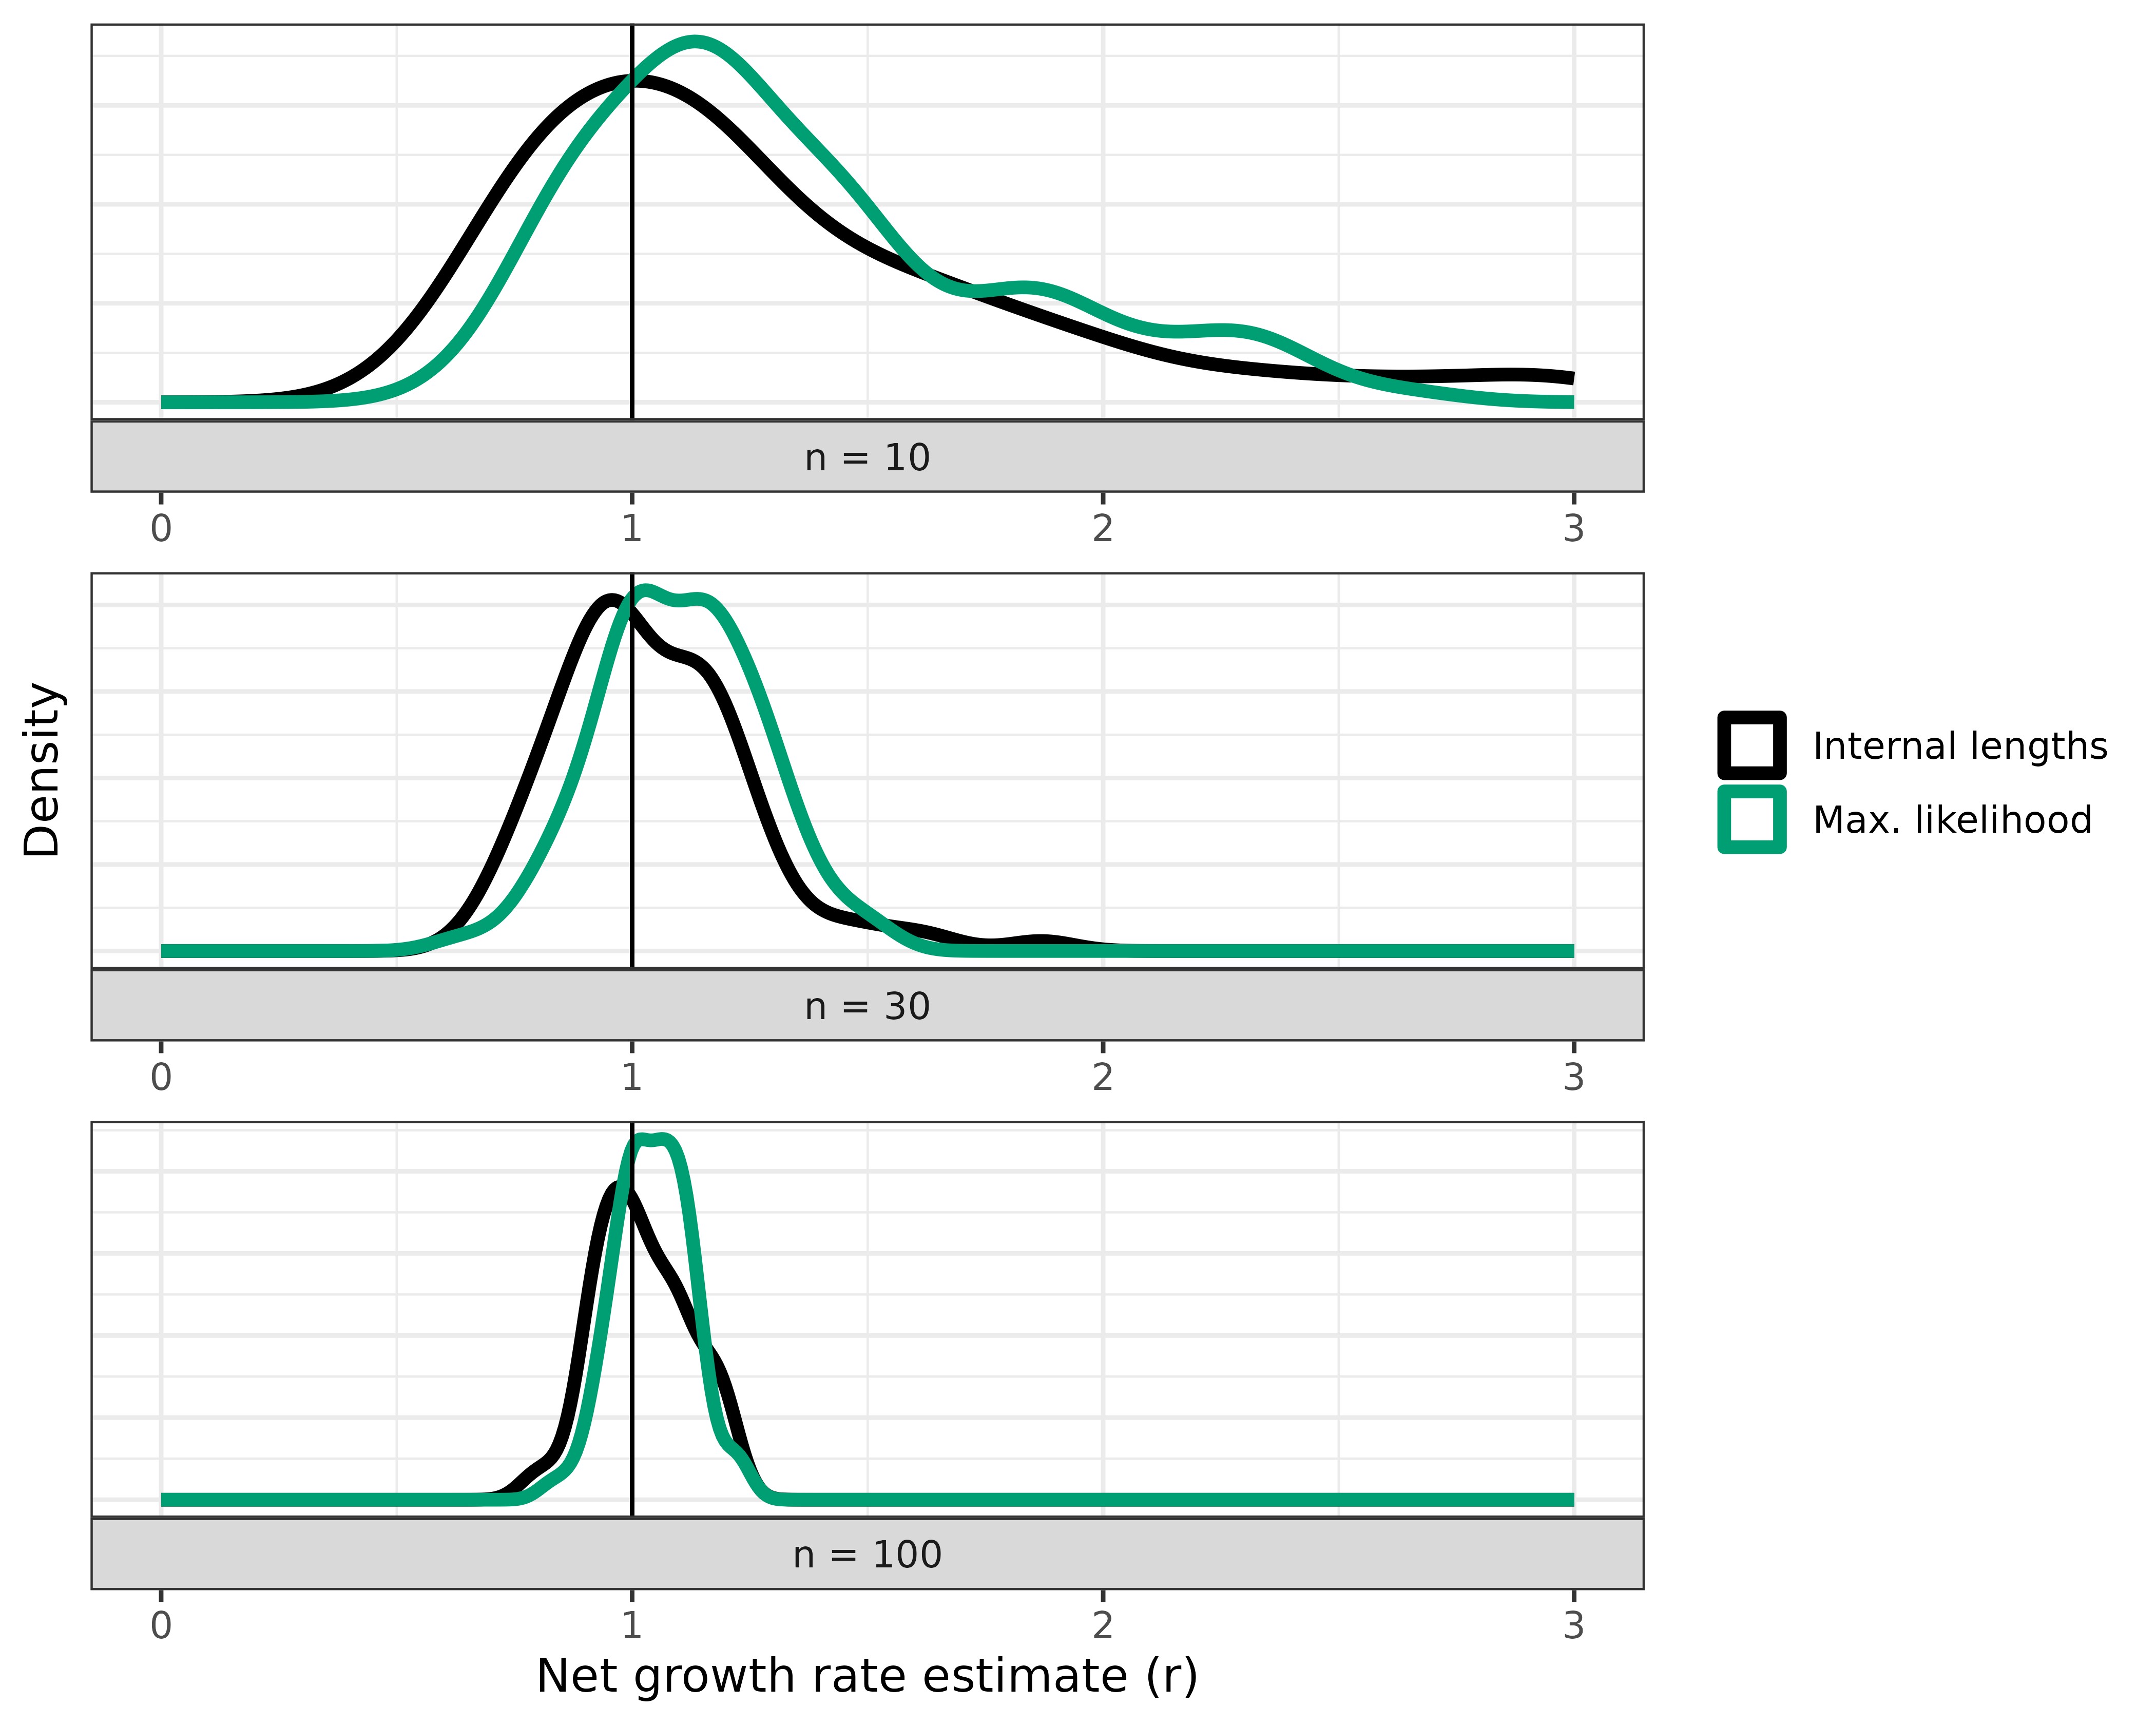 n = 10
0 1 2 3
n = 30
0 1 2 3
n = 100
0 1 2 3
Net growth rate estimate (r)
Density
Internal lengths
Max. likelihood